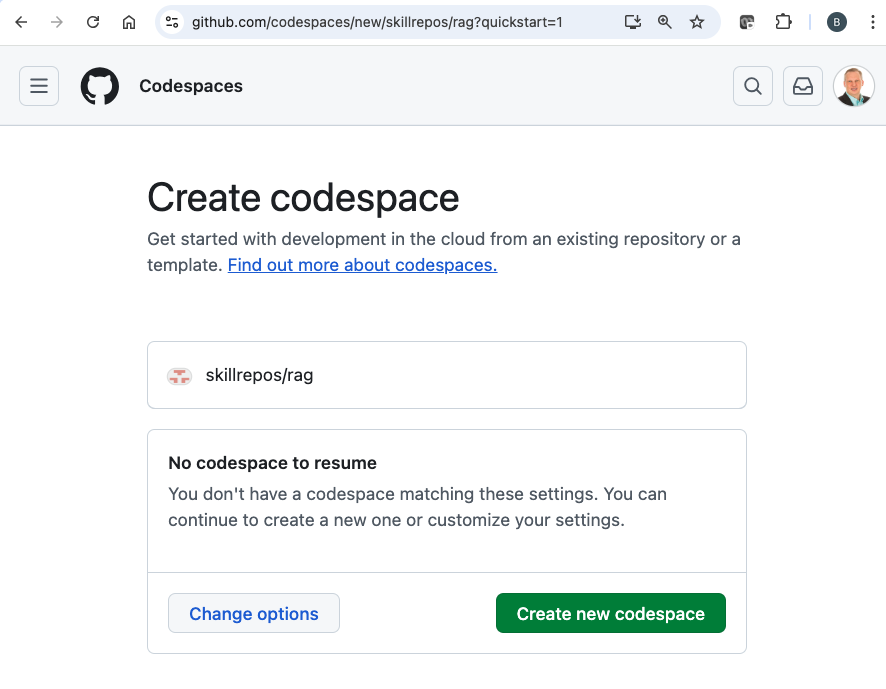 github.com/codespaces/new/skillrepos/rag?quickstart=1
B
Codespaces
Create codespace
Get started with development in the cloud from an existing repository or a
template. Find out more about codespaces.
skillrepos/rag
No codespace to resume
You don't have a codespace matching these settings. You can
continue to create a new one or customize your settings.
Change options
Create new codespace